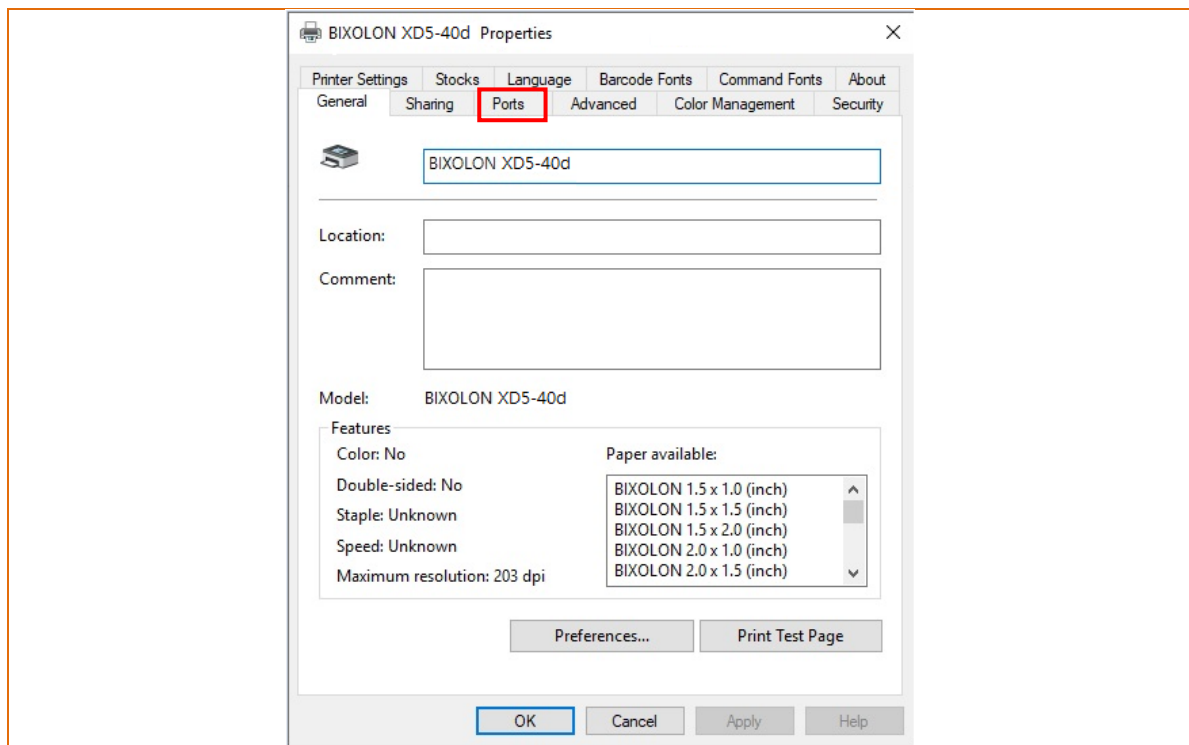 BIXOLON XD5-40d Properties
Printer Settings Stocks Language Barcode Fonts Command Fonts About
General Sharing Ports Advanced Color Management Security
BIXOLON XD5-40d
Location:
Comment:
Model: BIXOLON XD5-40d
Features
Color: No
Double-sided: No
Staple: Unknown
Speed: Unknown
Maximum resolution: 203 dpi
Paper available:
BIXOLON 1.5 x 1.0 (inch)
BIXOLON 1.5 x 1.5 (inch)
BIXOLON 1.5 x 2.0 (inch)
BIXOLON 2.0 x 1.0 (inch)
BIXOLON 2.0 x 1.5 (inch)
Preferences... Print Test Page
OK Cancel Apply Help